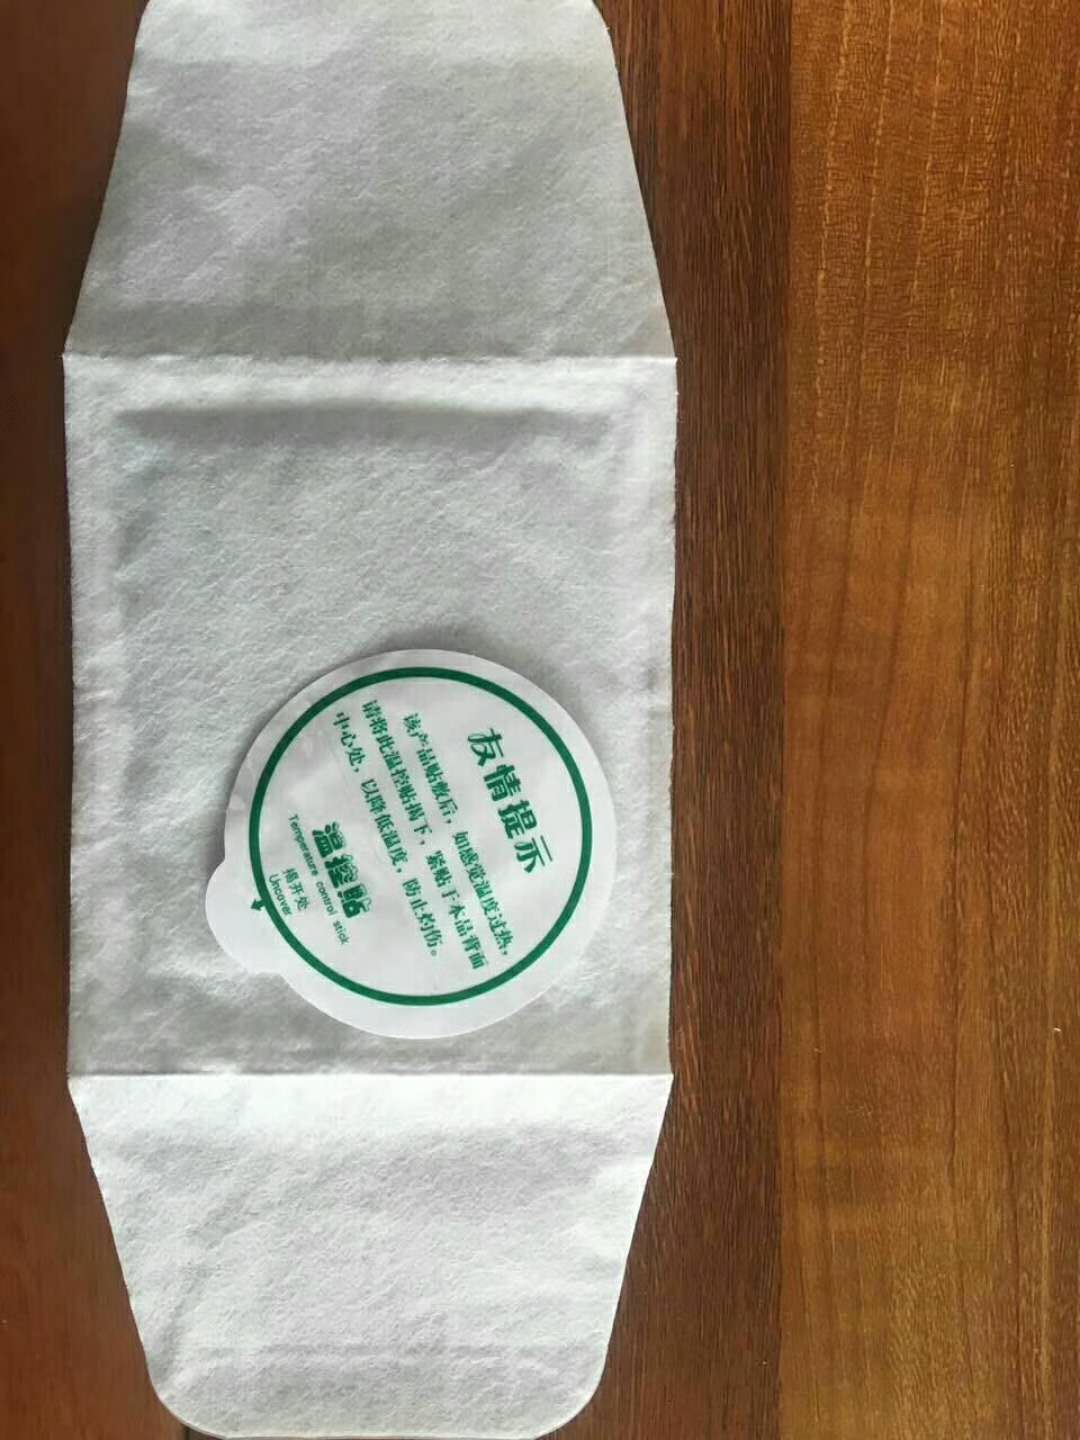 友情提示
该产品贴敷后，如感觉温度过热，
请将此温控贴揭下，紧贴于本品背面
中心处，以降低温度，防止灼伤。
温控贴
Temperature control stick
揭开处
Uncover